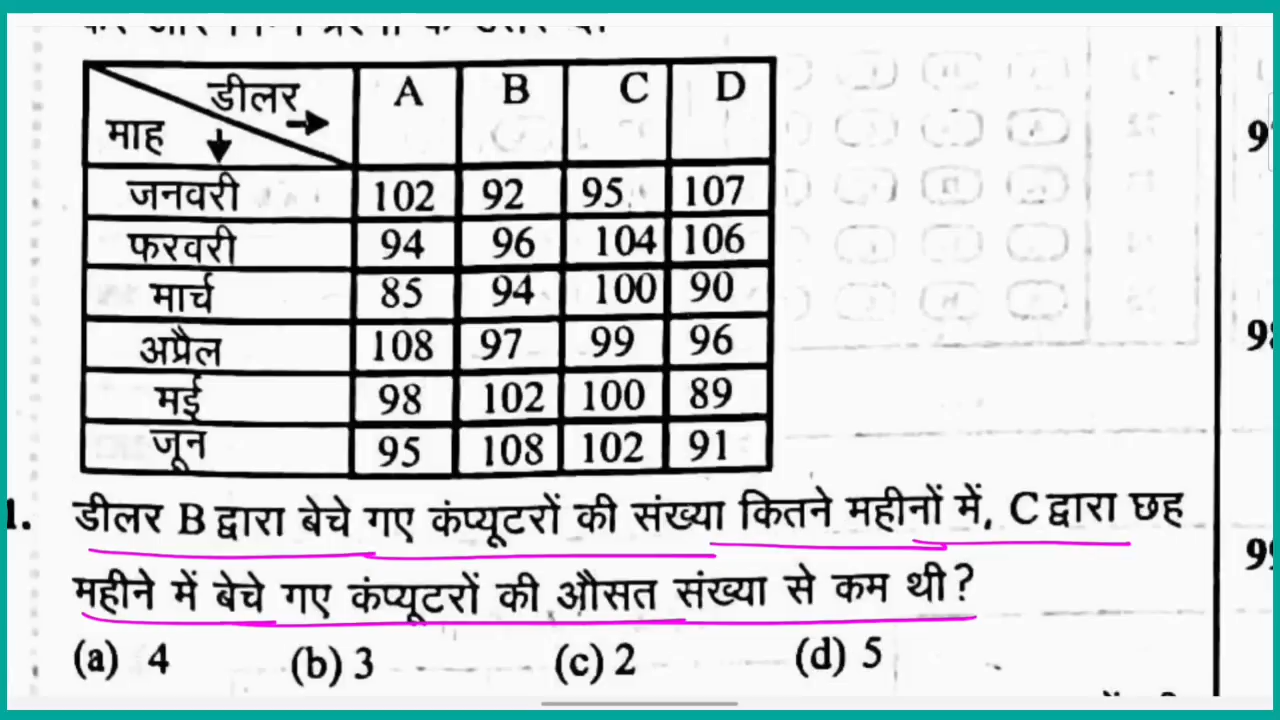 डीलर → A B C D
माह ↓
जनवरी 102 92 95 107
फरवरी 94 96 104 106
मार्च 85 94 100 90
अप्रैल 108 97 99 96
मई 98 102 100 89
जून 95 108 102 91
1. डीलर B द्वारा बेचे गए कंप्यूटरों की संख्या कितने महीनों में, C द्वारा छह
महीने में बेचे गए कंप्यूटरों की औसत संख्या से कम थी?
(a) 4 (b) 3 (c) 2 (d) 5